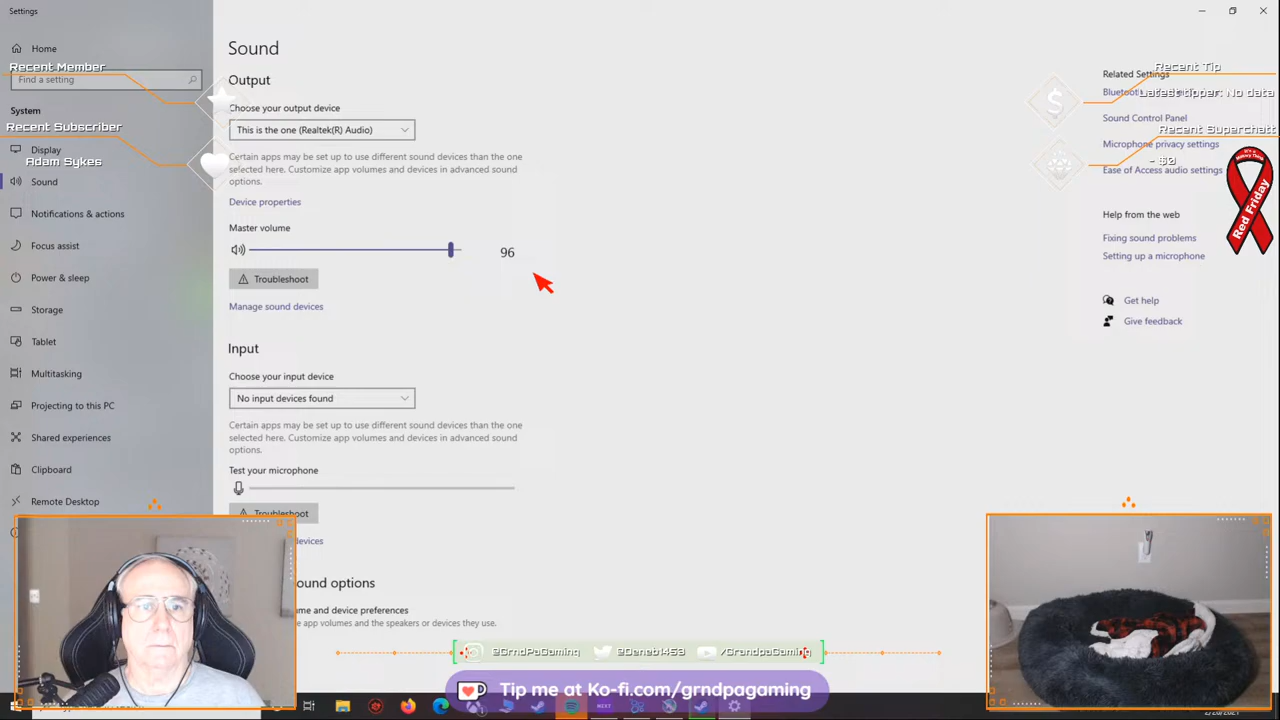 Settings
Home
Recent Member
Find a setting
System
Recent Subscriber
Display
Adam Sykes
Sound
Notifications & actions
Focus assist
Power & sleep
Storage
Tablet
Multitasking
Projecting to this PC
Shared experiences
Clipboard
Remote Desktop
Sound
Output
Choose your output device
This is the one (Realtek(R) Audio)
Certain apps may be set up to use different sound devices than the one
selected here. Customize app volumes and devices in advanced sound
options.
Device properties
Master volume
96
Troubleshoot
Manage sound devices
Input
Choose your input device
No input devices found
Certain apps may be set up to use different sound devices than the one
selected here. Customize app volumes and devices in advanced sound
options.
Test your microphone
Troubleshoot
devices
ound options
ume and device preferences
e app volumes and the speakers or devices they use.
Recent Tip
Related Settings
Latest tipper: No data
Sound Control Panel
Recent Superchatt
Microphone privacy settings
- $0
Ease of Access audio settings
It's a Military Thing
Red Friday
Help from the web
Fixing sound problems
Setting up a microphone
Get help
Give feedback
@GrndPaGaming @Daneb1453 /GrandpaGaming
Tip me at Ko-fi.com/grndpagaming